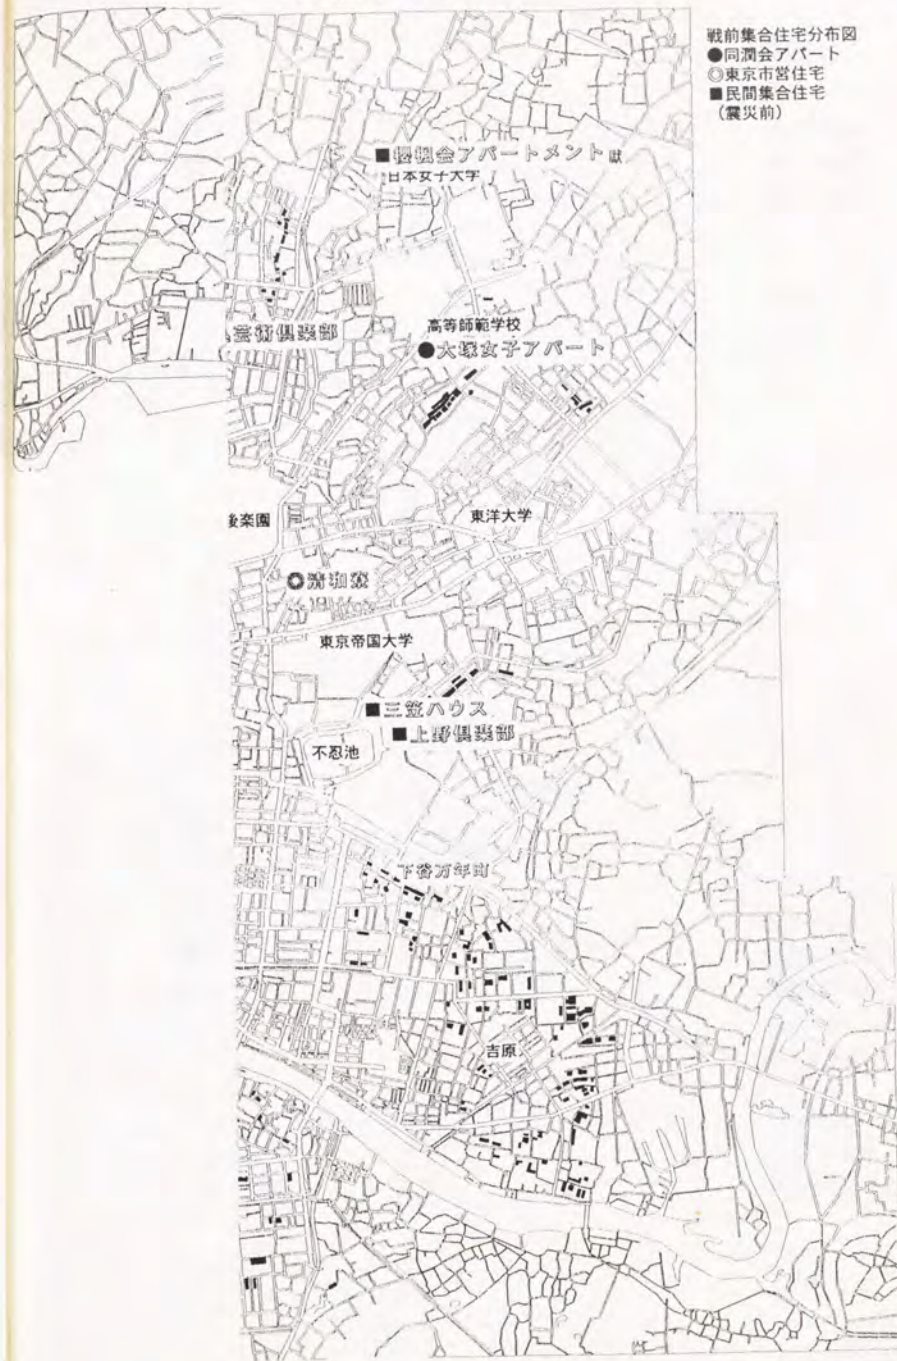 戦前集合住宅分布図
●同潤会アパート
◎東京市営住宅
■民間集合住宅
(震災前)
■櫻楓会アパートメント
日本女子大学
芸術倶楽部
高等師範学校
●大塚女子アパート
後楽園
東洋大学
◎清和寮
東京帝国大学
■三笠ハウス
■上野倶楽部
不忍池
下谷万年町
吉原